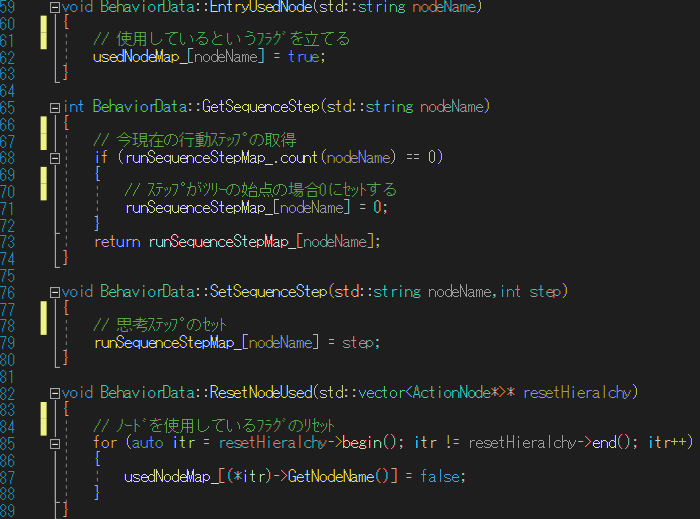 59 void BehaviorData::EntryUsedNode(std::string nodeName)
60 {
61 // 使用しているというﾌﾗｸﾞを立てる
62 usedNodeMap_[nodeName] = true;
63 }
64
65 int BehaviorData::GetSequenceStep(std::string nodeName)
66 {
67 // 今現在の行動ｽﾃｯﾌﾟの取得
68 if (runSequenceStepMap_.count(nodeName) == 0)
69 {
70 // ｽﾃｯﾌﾟがﾂﾘーの始点の場合0にセットする
71 runSequenceStepMap_[nodeName] = 0;
72 }
73 return runSequenceStepMap_[nodeName];
74 }
75
76 void BehaviorData::SetSequenceStep(std::string nodeName,int step)
77 {
78 // 思考ｽﾃｯﾌﾟのセット
79 runSequenceStepMap_[nodeName] = step;
80 }
81
82 void BehaviorData::ResetNodeUsed(std::vector<ActionNode*>* resetHieralchy)
83 {
84 // ﾉｰﾄﾞを使用しているﾌﾗｸﾞのリセット
85 for (auto itr = resetHieralchy->begin(); itr != resetHieralchy->end(); itr++)
86 {
87 usedNodeMap_[(*itr)->GetNodeName()] = false;
88 }
89 }